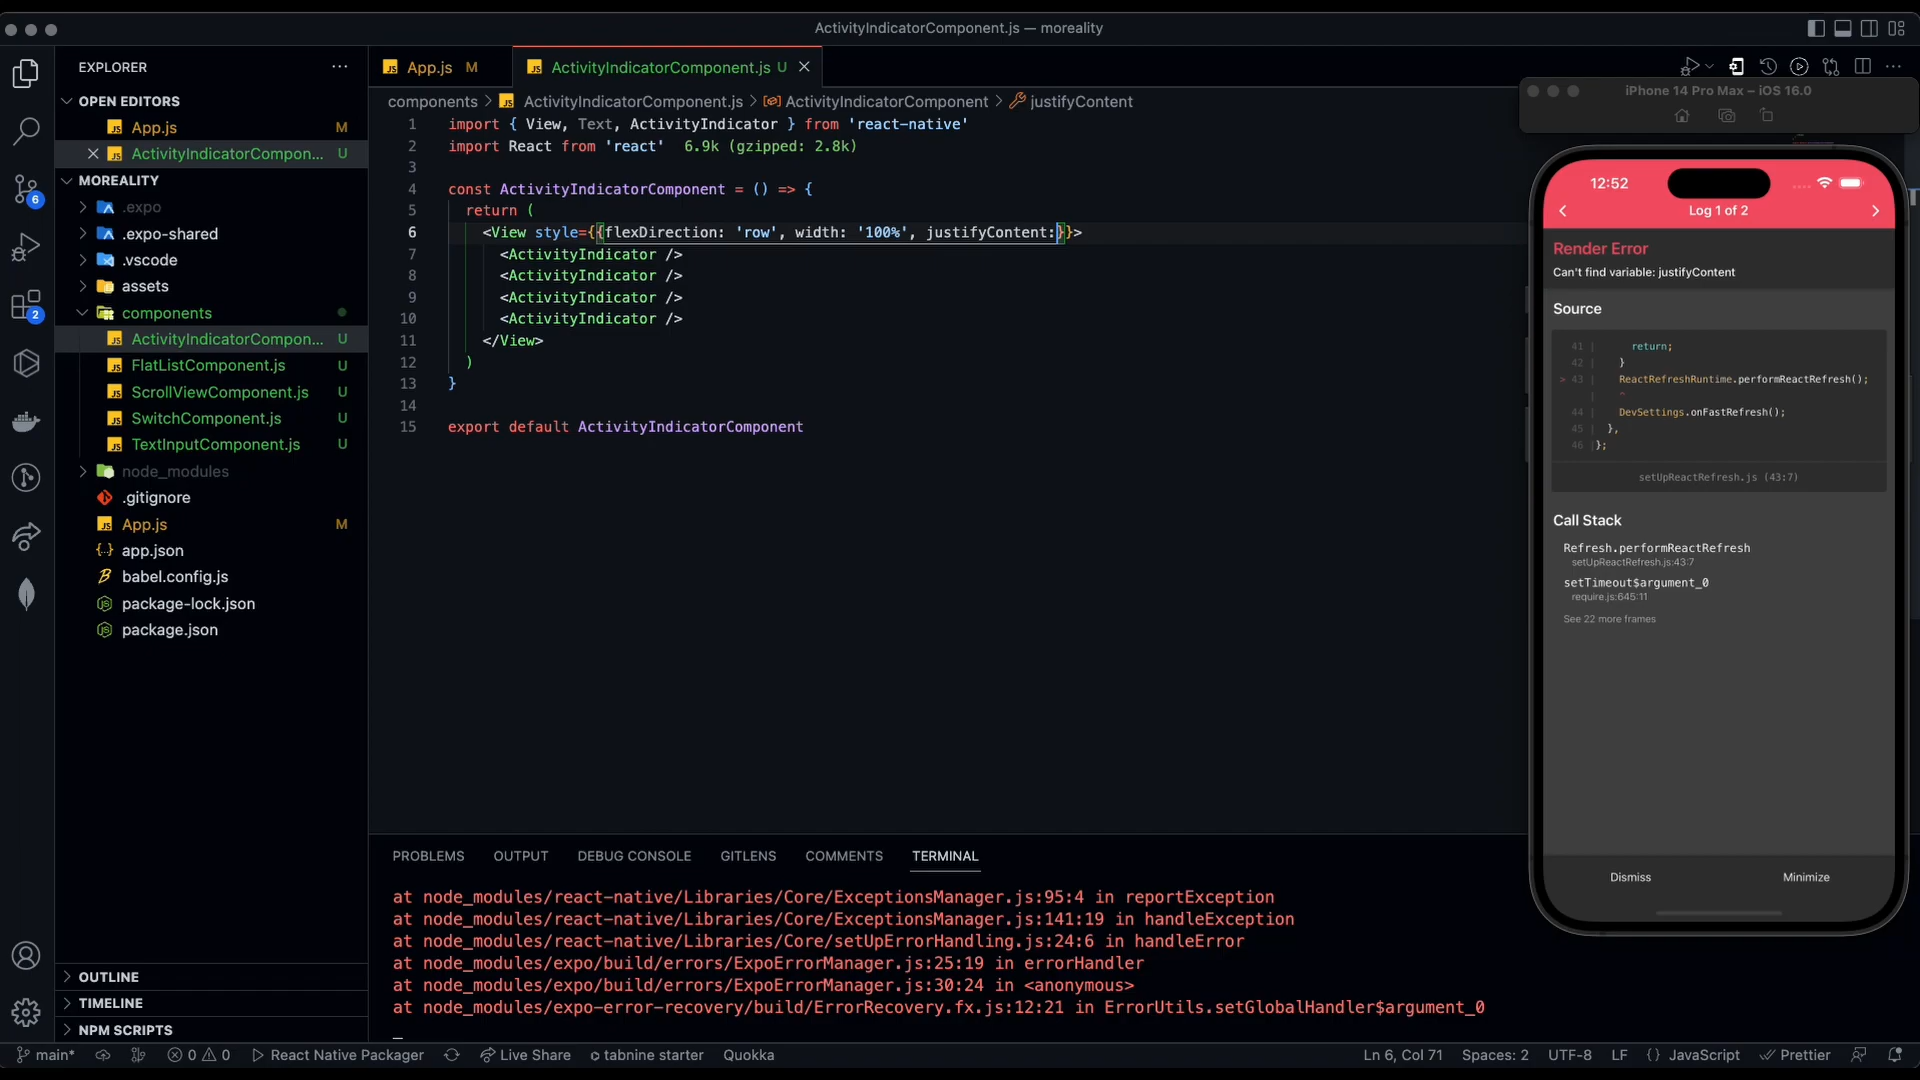 ActivityIndicatorComponent.js — moreality
EXPLORER
OPEN EDITORS
App.js M
ActivityIndicatorCompon... U
MOREALITY
.expo
.expo-shared
.vscode
assets
components
ActivityIndicatorCompon... U
FlatListComponent.js U
ScrollViewComponent.js U
SwitchComponent.js U
TextInputComponent.js U
node_modules
.gitignore
App.js M
app.json
babel.config.js
package-lock.json
package.json
OUTLINE
TIMELINE
NPM SCRIPTS
6
2
App.js M
ActivityIndicatorComponent.js U
components > ActivityIndicatorComponent.js > ActivityIndicatorComponent > justifyContent
1 import { View, Text, ActivityIndicator } from 'react-native'
2 import React from 'react' 6.9k (gzipped: 2.8k)
3
4 const ActivityIndicatorComponent = () => {
5 return (
6 <View style={{flexDirection: 'row', width: '100%', justifyContent:}}>
7 <ActivityIndicator />
8 <ActivityIndicator />
9 <ActivityIndicator />
10 <ActivityIndicator />
11 </View>
12 )
13 }
14
15 export default ActivityIndicatorComponent
PROBLEMS OUTPUT DEBUG CONSOLE GITLENS COMMENTS TERMINAL
at node_modules/react-native/Libraries/Core/ExceptionsManager.js:95:4 in reportException
at node_modules/react-native/Libraries/Core/ExceptionsManager.js:141:19 in handleException
at node_modules/react-native/Libraries/Core/setUpErrorHandling.js:24:6 in handleError
at node_modules/expo/build/errors/ExpoErrorManager.js:25:19 in errorHandler
at node_modules/expo/build/errors/ExpoErrorManager.js:30:24 in <anonymous>
at node_modules/expo-error-recovery/build/ErrorRecovery.fx.js:12:21 in ErrorUtils.setGlobalHandler$argument_0
iPhone 14 Pro Max – iOS 16.0
12:52
Log 1 of 2
Render Error
Can't find variable: justifyContent
Source
41 | return;
42 | }
> 43 | ReactRefreshRuntime.performReactRefresh();
| ^
44 | DevSettings.onFastRefresh();
45 | },
46 | };
setUpReactRefresh.js (43:7)
Call Stack
Refresh.performReactRefresh
setUpReactRefresh.js:43:7
setTimeout$argument_0
require.js:645:11
See 22 more frames
Dismiss Minimize
main* 0 0 React Native Packager Live Share tabnine starter Quokka Ln 6, Col 71 Spaces: 2 UTF-8 LF {} JavaScript Prettier